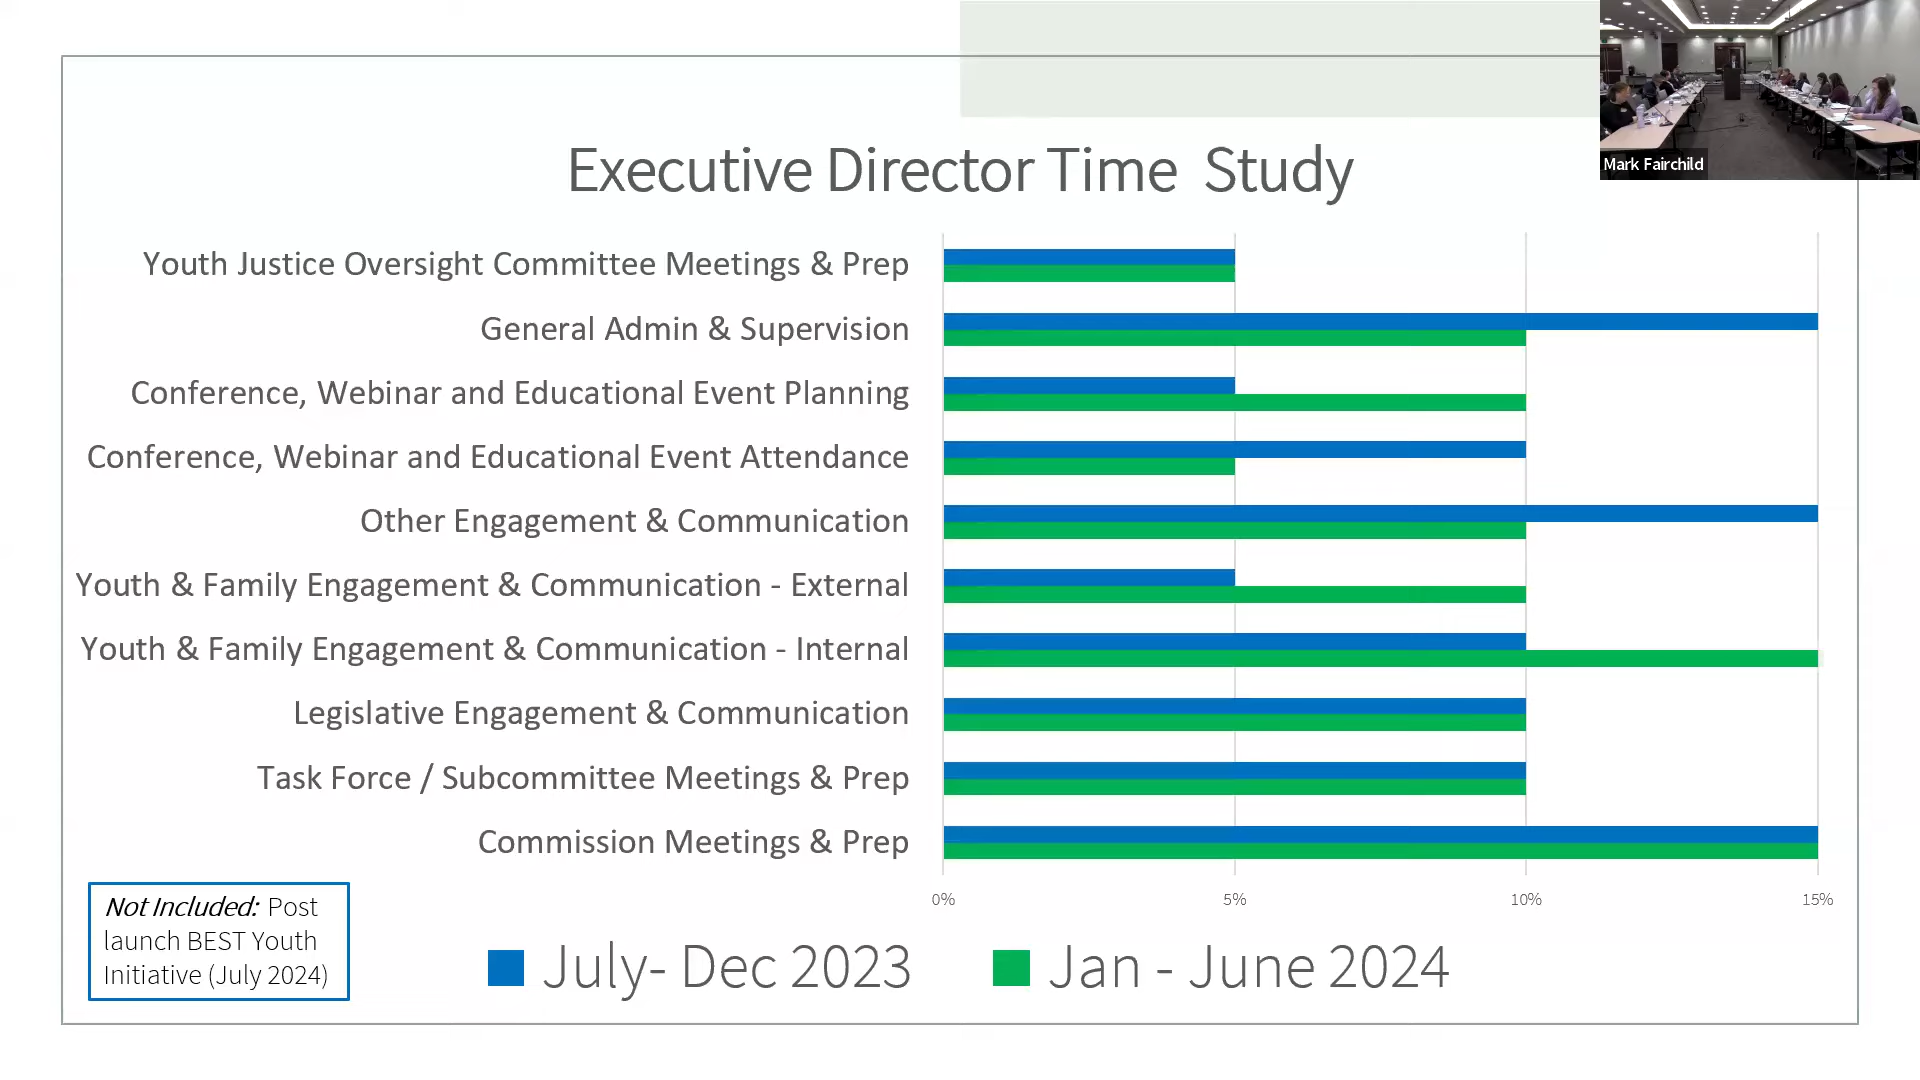 Mark Fairchild
Executive Director Time Study
Youth Justice Oversight Committee Meetings & Prep
General Admin & Supervision
Conference, Webinar and Educational Event Planning
Conference, Webinar and Educational Event Attendance
Other Engagement & Communication
Youth & Family Engagement & Communication - External
Youth & Family Engagement & Communication - Internal
Legislative Engagement & Communication
Task Force / Subcommittee Meetings & Prep
Commission Meetings & Prep
0% 5% 10% 15%
Not Included: Post
launch BEST Youth
Initiative (July 2024)
July- Dec 2023 Jan - June 2024